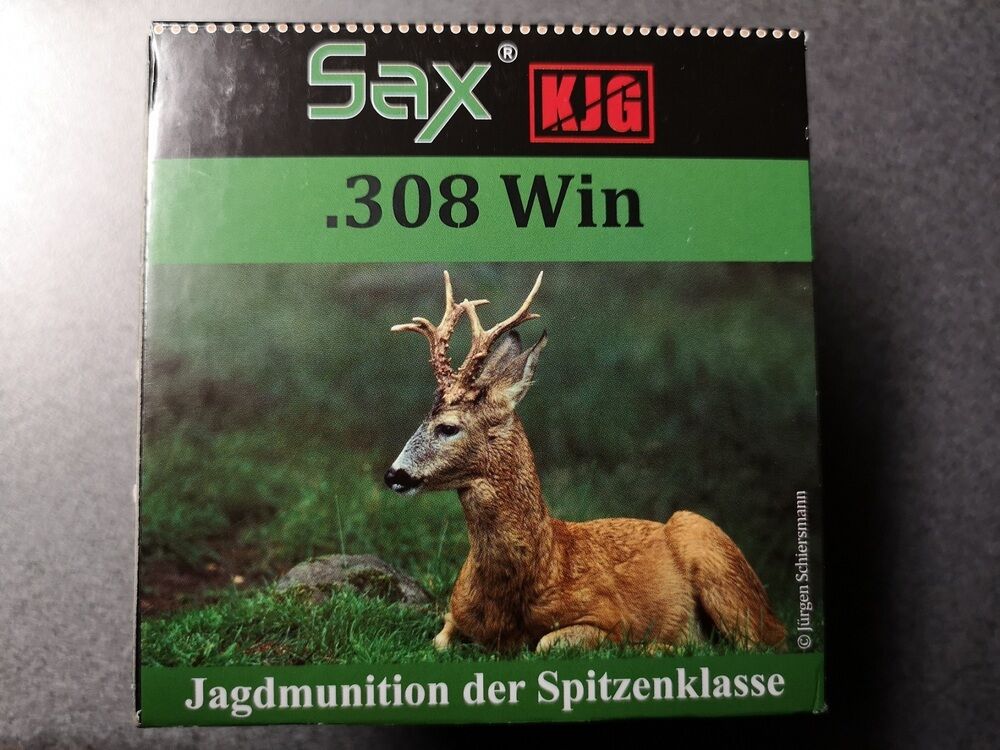 Sax® KJG
.308 Win
© Jürgen Schiersmann
Jagdmunition der Spitzenklasse